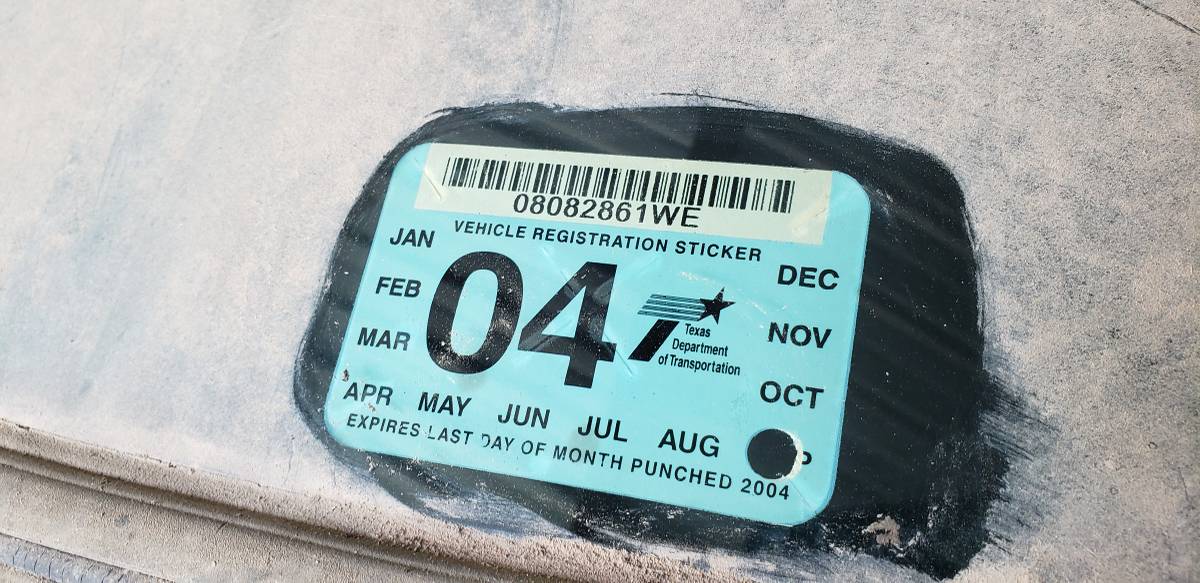 08082861WE
VEHICLE REGISTRATION STICKER
JAN
DEC
04
FEB
Texas
Department
of Transportation
NOV
MAR
OCT
APR MAY JUN JUL AUG P
EXPIRES LAST DAY OF MONTH PUNCHED 2004